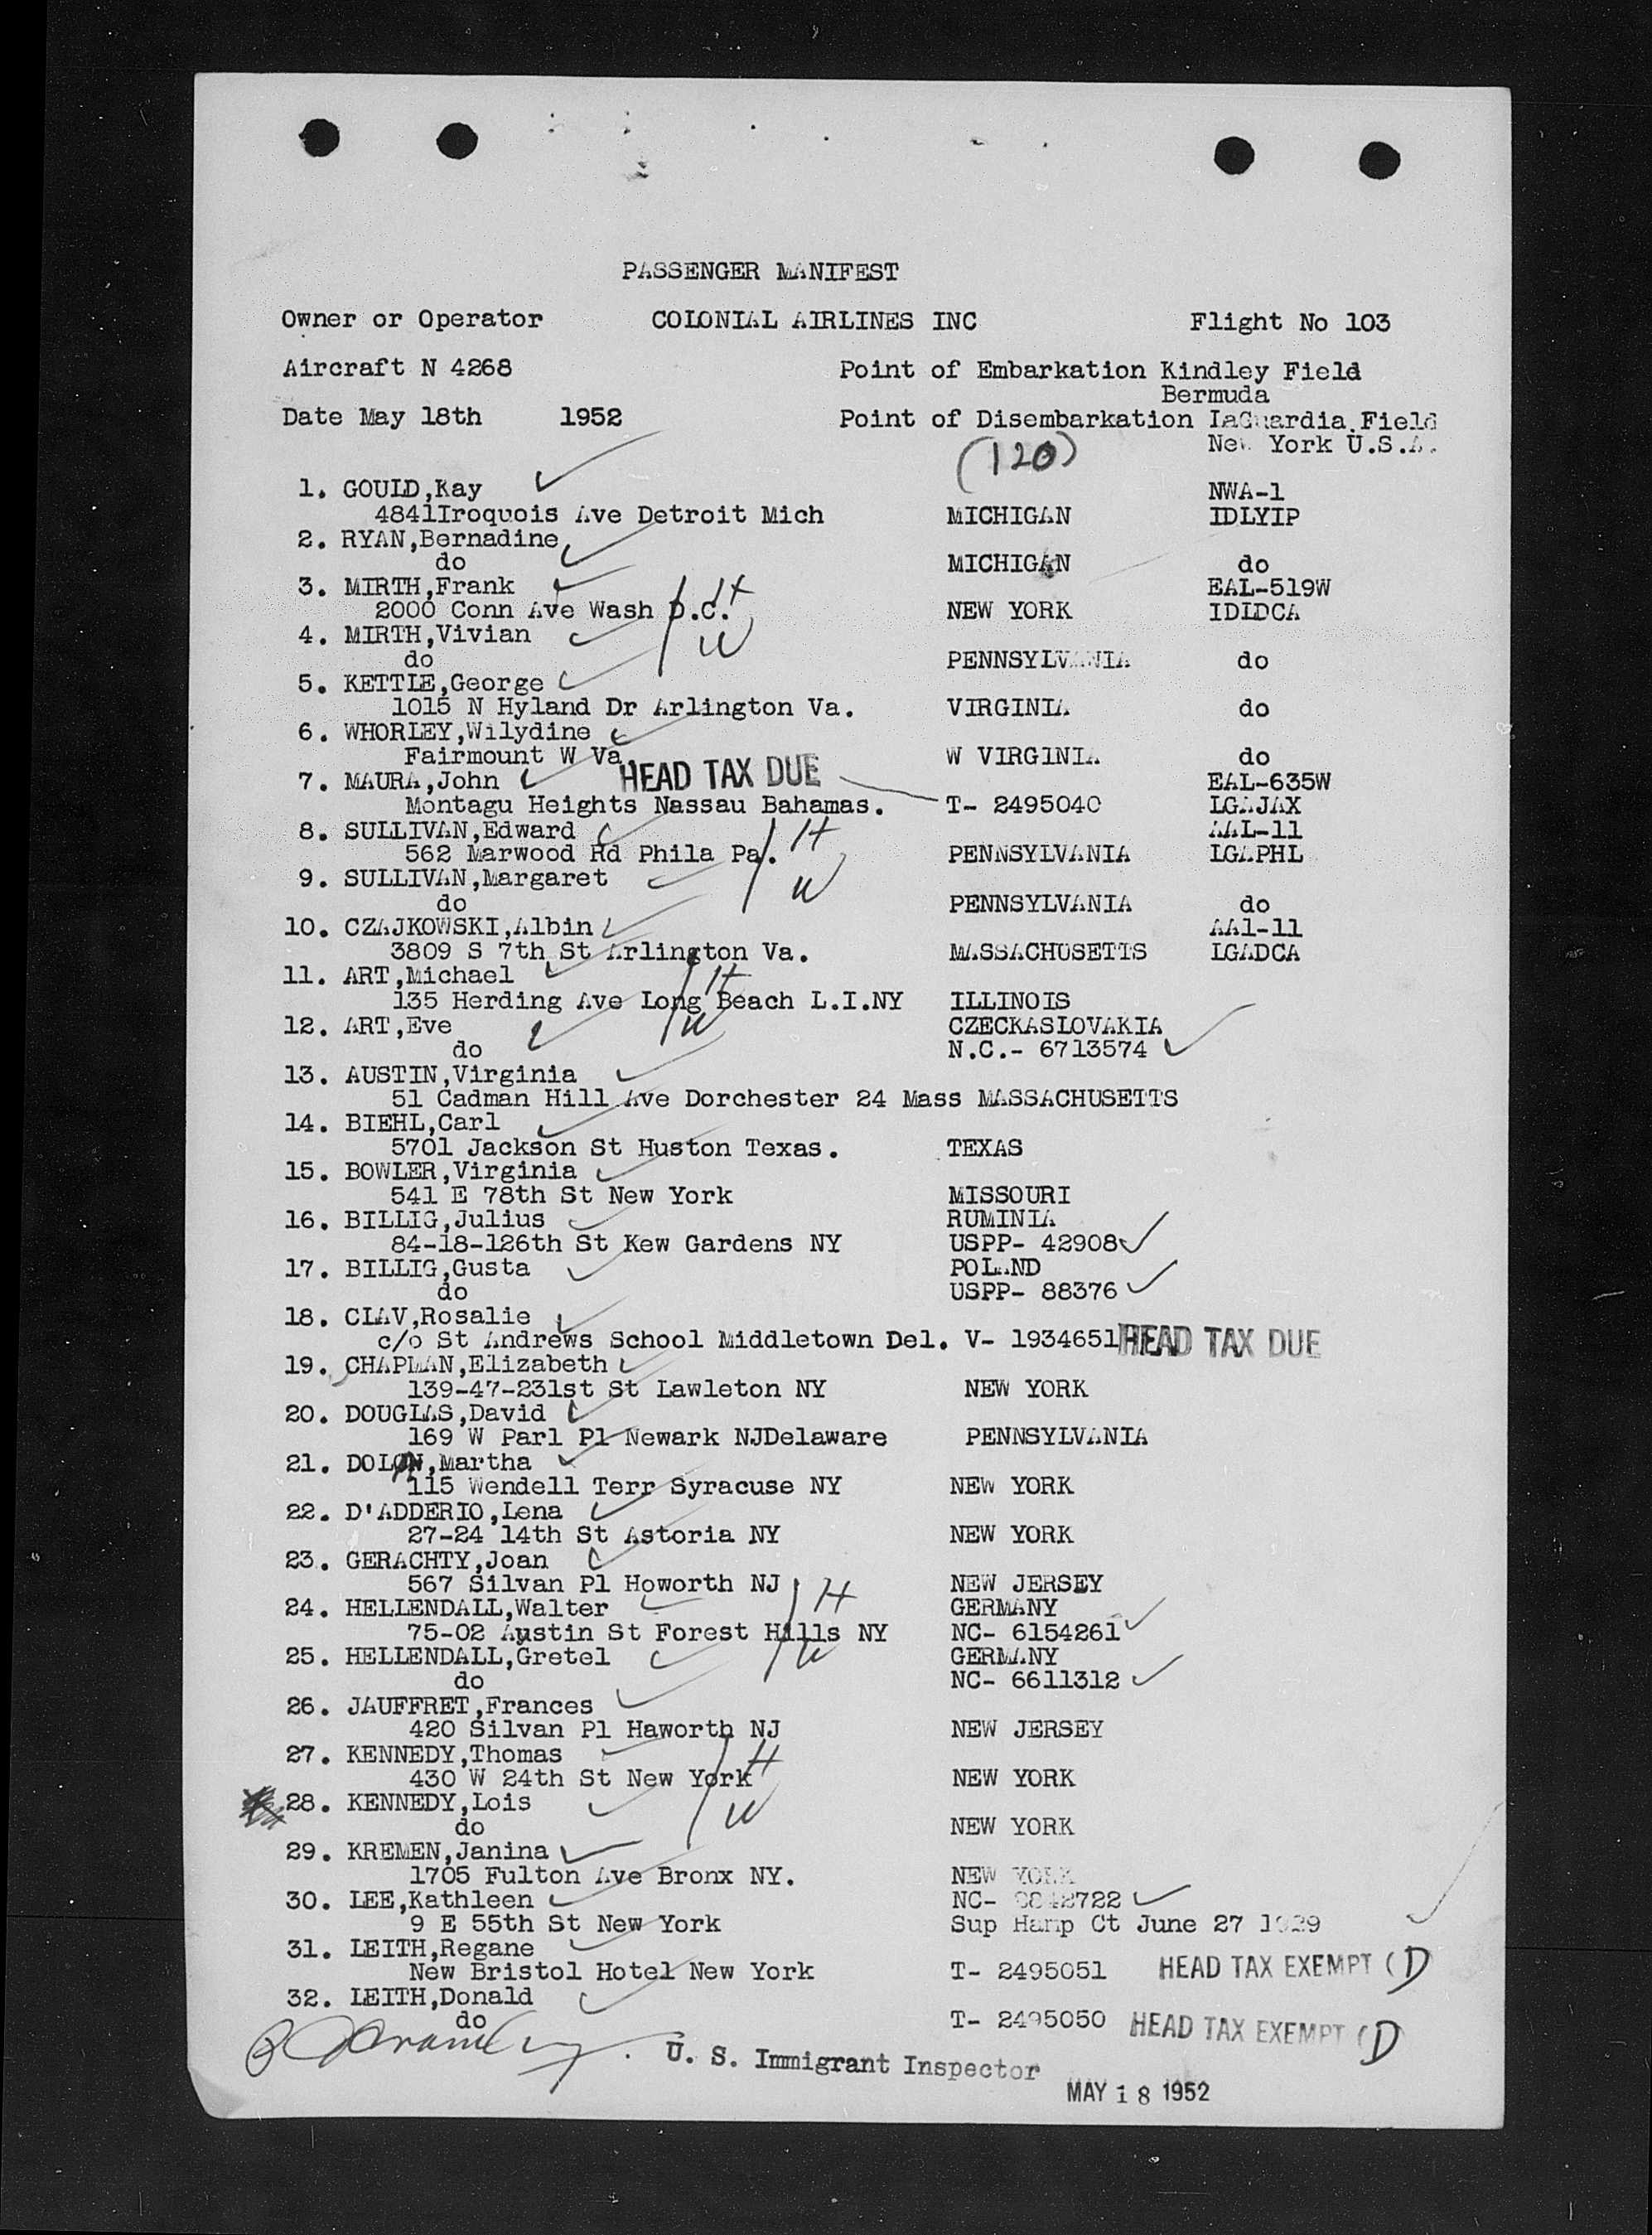 PASSENGER MANIFEST
Owner or Operator COLONIAL AIRLINES INC Flight No 103
Aircraft N 4268 Point of Embarkation Kindley Field
Bermuda
Date May 18th 1952 Point of Disembarkation LaGuardia Field
New York U.S.A.
(120)
1. GOULD,Kay NWA-1
4841Iroquois Ave Detroit Mich MICHIGAN IDLYIP
2. RYAN,Bernadine
do MICHIGAN do
3. MIRTH,Frank H EAL-519W
2000 Conn Ave Wash D.C. NEW YORK IDLDCA
4. MIRTH,Vivian W
do PENNSYLVANIA do
5. KETTLE,George
1015 N Hyland Dr Arlington Va. VIRGINIA do
6. WHORLEY,Wilydine
Fairmount W Va W VIRGINIA do
7. MAURA,John HEAD TAX DUE EAL-635W
Montagu Heights Nassau Bahamas. T- 2495040 LGAJAX
8. SULLIVAN,Edward H AAL-11
562 Marwood Rd Phila Pa. PENNSYLVANIA LGAPHL
9. SULLIVAN,Margaret W
do PENNSYLVANIA do
10. CZAJKOWSKI,Albin AA1-11
3809 S 7th St Arlington Va. MASSACHUSETTS LGADCA
11. ART,Michael H
135 Herding Ave Long Beach L.I.NY ILLINOIS
12. ART,Eve W CZECKASLOVAKIA
do N.C.- 6713574
13. AUSTIN,Virginia
51 Cadman Hill Ave Dorchester 24 Mass MASSACHUSETTS
14. BIEHL,Carl
5701 Jackson St Huston Texas. TEXAS
15. BOWLER,Virginia
541 E 78th St New York MISSOURI
16. BILLIG,Julius RUMINIA
84-18-126th St Kew Gardens NY USPP- 42908
17. BILLIG,Gusta POLAND
do USPP- 88376
18. CLAV,Rosalie
c/o St Andrews School Middletown Del. V- 1934651 HEAD TAX DUE
19. CHAPMAN,Elizabeth
139-47-231st St Lawleton NY NEW YORK
20. DOUGLAS,David
169 W Parl Pl Newark NJDelaware PENNSYLVANIA
21. DOLAN,Martha
115 Wendell Terr Syracuse NY NEW YORK
22. D'ADDERIO,Lena
27-24 14th St Astoria NY NEW YORK
23. GERACHTY,Joan
567 Silvan Pl Howorth NJ NEW JERSEY
24. HELLENDALL,Walter H GERMANY
75-02 Austin St Forest Hills NY NC- 6154261
25. HELLENDALL,Gretel W GERMANY
do NC- 6611312
26. JAUFFRET,Frances
420 Silvan Pl Haworth NJ NEW JERSEY
27. KENNEDY,Thomas H
430 W 24th St New York NEW YORK
28. KENNEDY,Lois W
do NEW YORK
29. KREMEN,Janina
1705 Fulton Ave Bronx NY. NEW YORK
30. LEE,Kathleen NC-
9 E 55th St New York Sup Hamp Ct June 27 1929
31. LEITH,Regane
New Bristol Hotel New York T- 2495051 HEAD TAX EXEMPT (D)
32. LEITH,Donald
do T- 2495050 HEAD TAX EXEMPT (D)
U. S. Immigrant Inspector
MAY 18 1952